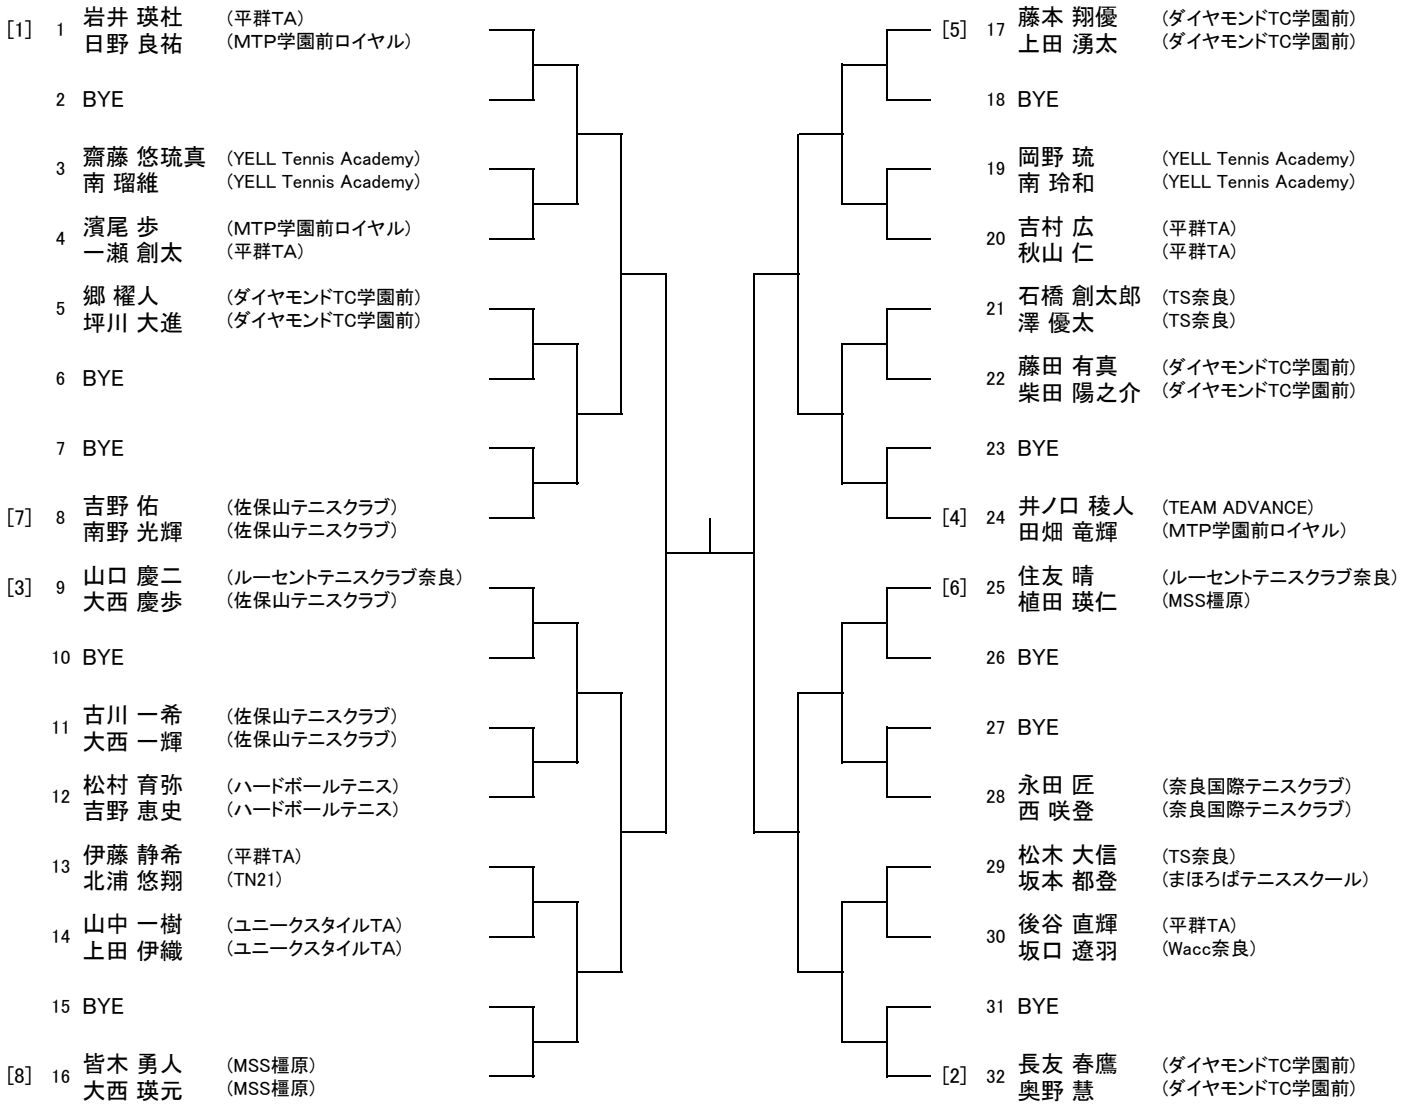 [1] 1 岩井 瑛杜 (平群TA)
日野 良祐 (MTP学園前ロイヤル)
2 BYE
3 齋藤 悠琉真 (YELL Tennis Academy)
南 瑠維 (YELL Tennis Academy)
4 濱尾 歩 (MTP学園前ロイヤル)
一瀬 創太 (平群TA)
5 郷 櫂人 (ダイヤモンドTC学園前)
坪川 大進 (ダイヤモンドTC学園前)
6 BYE
7 BYE
[7] 8 吉野 佑 (佐保山テニスクラブ)
南野 光輝 (佐保山テニスクラブ)
[3] 9 山口 慶二 (ルーセントテニスクラブ奈良)
大西 慶歩 (佐保山テニスクラブ)
10 BYE
11 古川 一希 (佐保山テニスクラブ)
大西 一輝 (佐保山テニスクラブ)
12 松村 育弥 (ハードボールテニス)
吉野 恵史 (ハードボールテニス)
13 伊藤 静希 (平群TA)
北浦 悠翔 (TN21)
14 山中 一樹 (ユニークスタイルTA)
上田 伊織 (ユニークスタイルTA)
15 BYE
[8] 16 皆木 勇人 (MSS橿原)
大西 瑛元 (MSS橿原)
[5] 17 藤本 翔優 (ダイヤモンドTC学園前)
上田 湧太 (ダイヤモンドTC学園前)
18 BYE
19 岡野 琉 (YELL Tennis Academy)
南 玲和 (YELL Tennis Academy)
20 吉村 広 (平群TA)
秋山 仁 (平群TA)
21 石橋 創太郎 (TS奈良)
澤 優太 (TS奈良)
22 藤田 有真 (ダイヤモンドTC学園前)
柴田 陽之介 (ダイヤモンドTC学園前)
23 BYE
[4] 24 井ノ口 稜人 (TEAM ADVANCE)
田畑 竜輝 (MTP学園前ロイヤル)
[6] 25 住友 晴 (ルーセントテニスクラブ奈良)
植田 瑛仁 (MSS橿原)
26 BYE
27 BYE
28 永田 匠 (奈良国際テニスクラブ)
西 咲登 (奈良国際テニスクラブ)
29 松木 大信 (TS奈良)
坂本 都登 (まほろばテニススクール)
30 後谷 直輝 (平群TA)
坂口 遼羽 (Wacc奈良)
31 BYE
[2] 32 長友 春鷹 (ダイヤモンドTC学園前)
奥野 慧 (ダイヤモンドTC学園前)